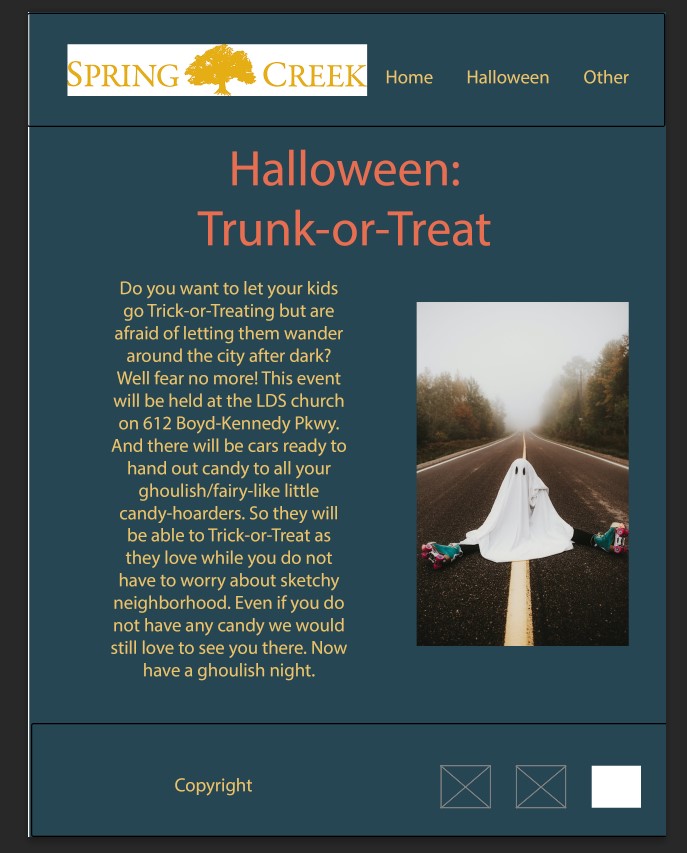 SPRING CREEK
Home Halloween Other
Halloween:
Trunk-or-Treat
Do you want to let your kids
go Trick-or-Treating but are
afraid of letting them wander
around the city after dark?
Well fear no more! This event
will be held at the LDS church
on 612 Boyd-Kennedy Pkwy.
And there will be cars ready to
hand out candy to all your
ghoulish/fairy-like little
candy-hoarders. So they will
be able to Trick-or-Treat as
they love while you do not
have to worry about sketchy
neighborhood. Even if you do
not have any candy we would
still love to see you there. Now
have a ghoulish night.
Copyright